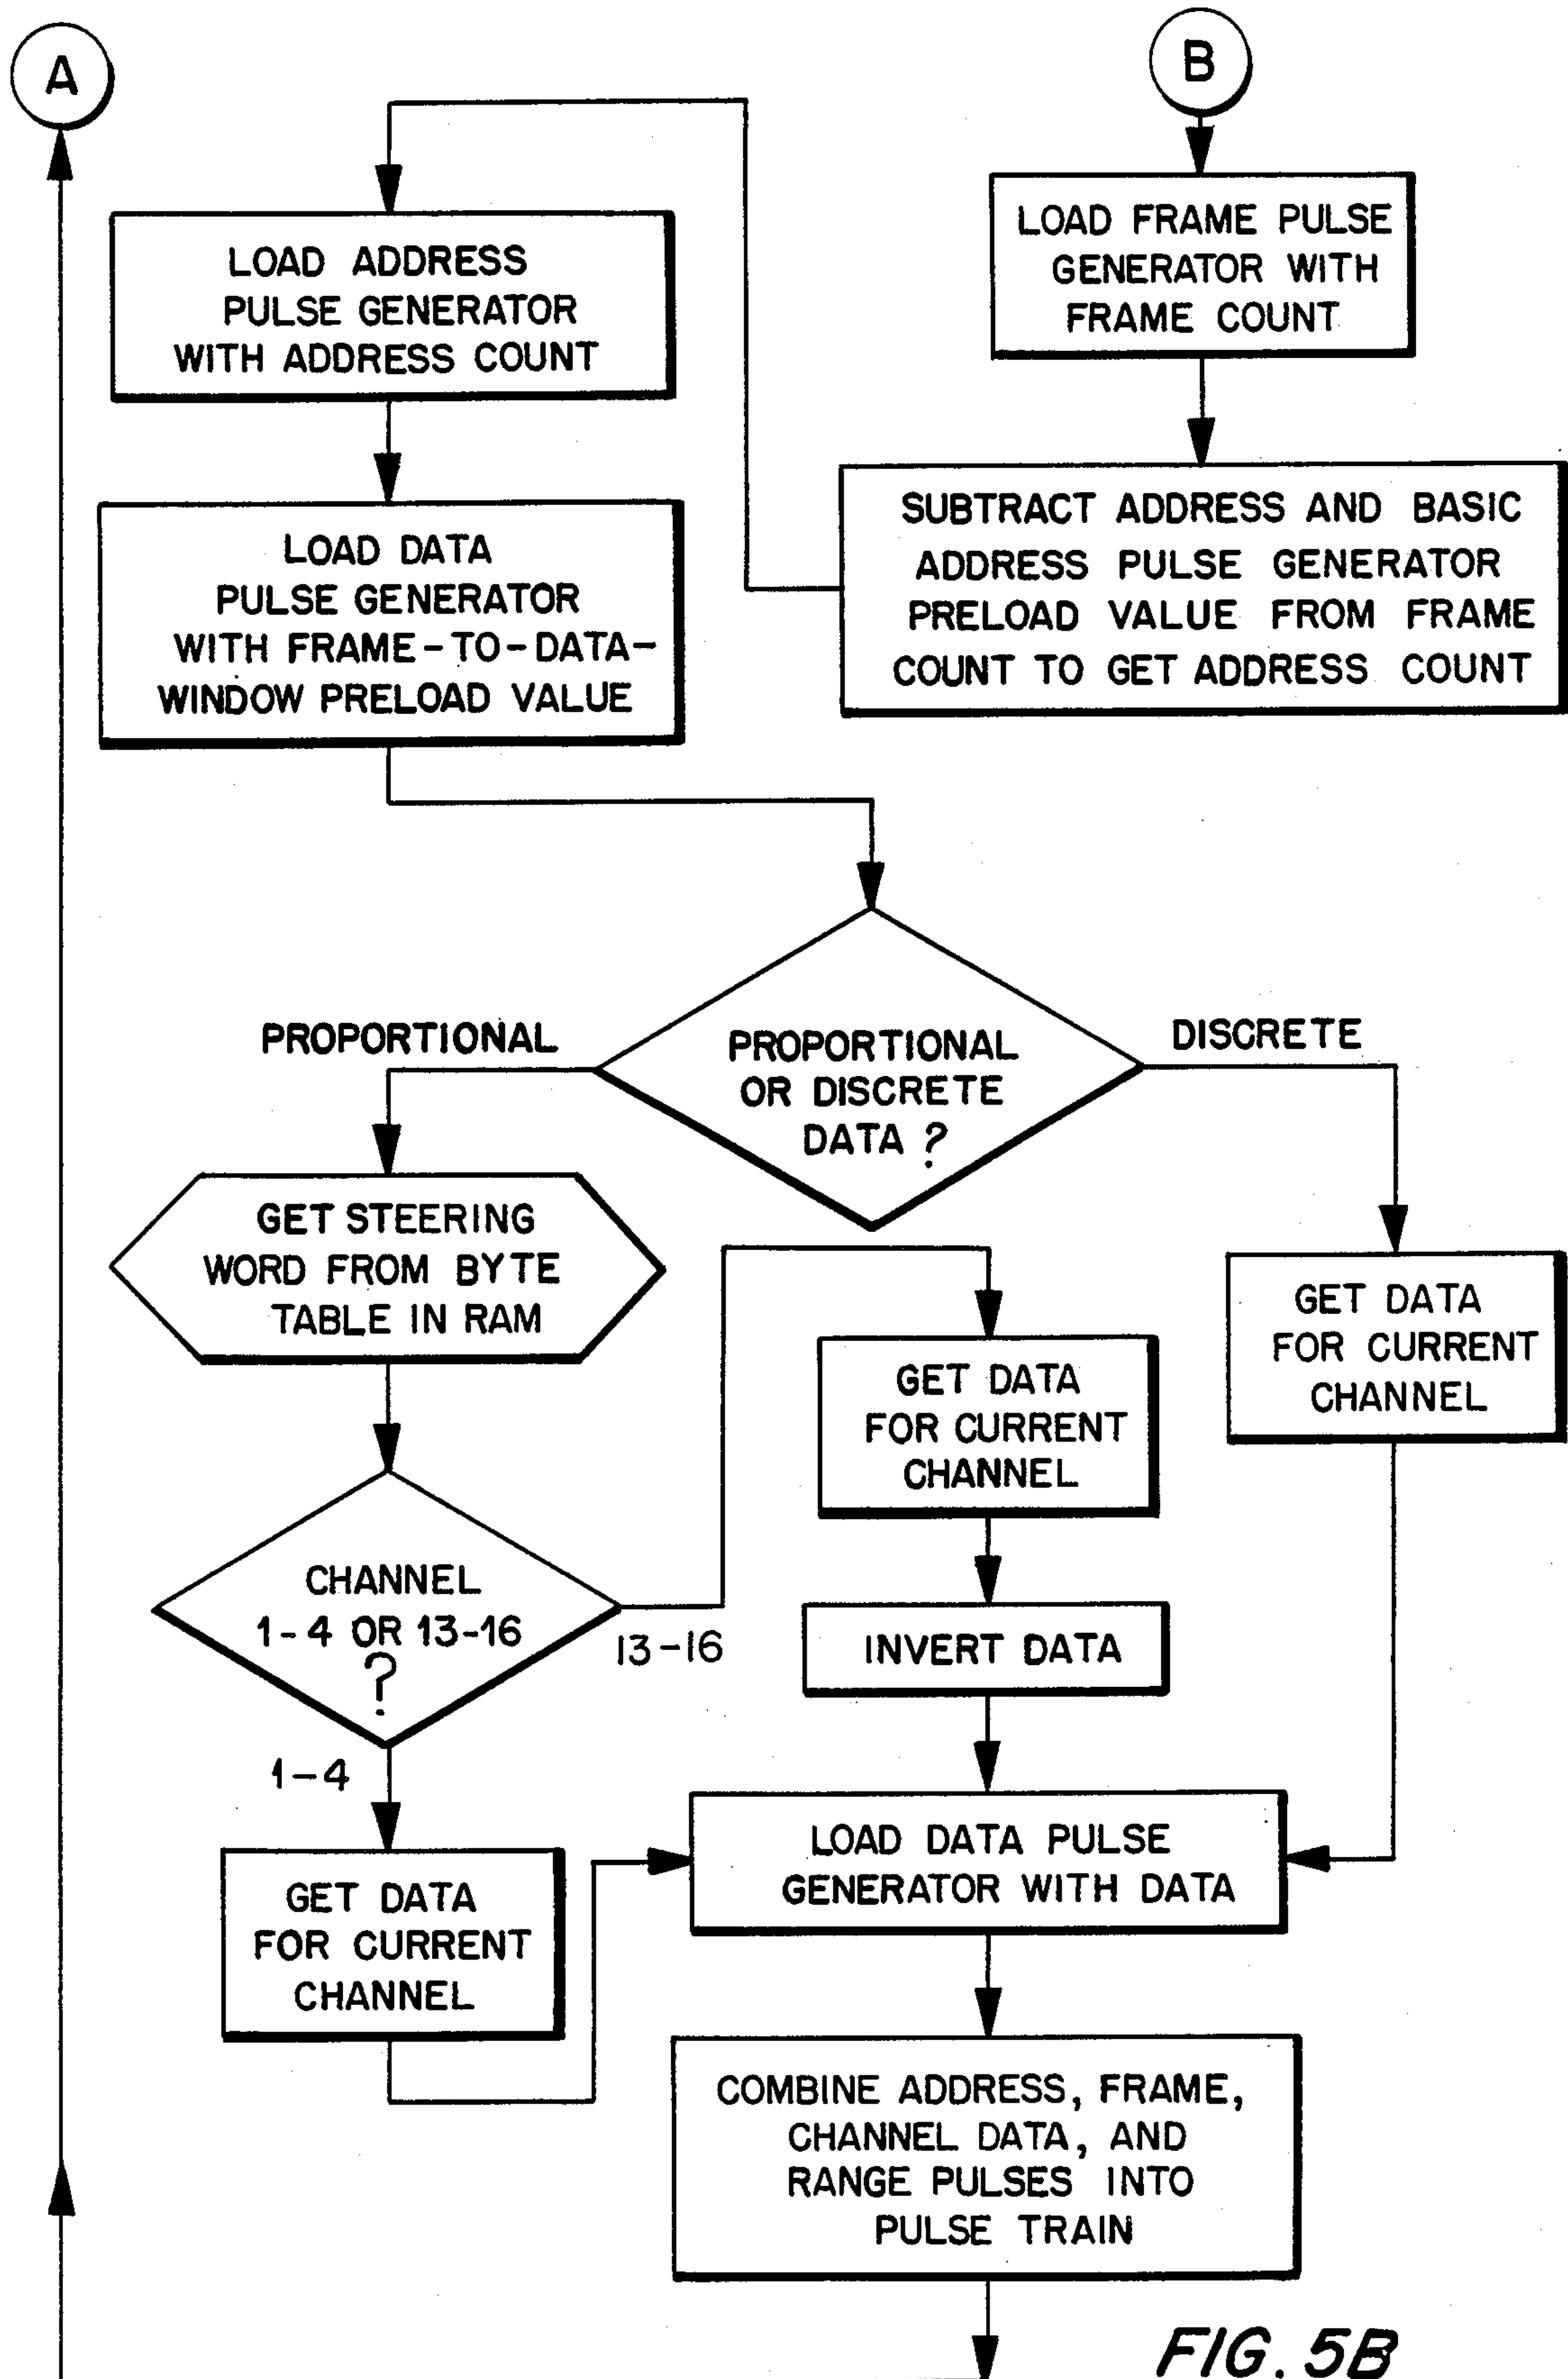 A
B
LOAD FRAME PULSE
GENERATOR WITH
FRAME COUNT
SUBTRACT ADDRESS AND BASIC
ADDRESS PULSE GENERATOR
PRELOAD VALUE FROM FRAME
COUNT TO GET ADDRESS COUNT
LOAD ADDRESS
PULSE GENERATOR
WITH ADDRESS COUNT
LOAD DATA
PULSE GENERATOR
WITH FRAME-TO-DATA-
WINDOW PRELOAD VALUE
PROPORTIONAL
OR DISCRETE
DATA ?
PROPORTIONAL
DISCRETE
GET STEERING
WORD FROM BYTE
TABLE IN RAM
GET DATA
FOR CURRENT
CHANNEL
CHANNEL
1-4 OR 13-16
?
13-16
GET DATA
FOR CURRENT
CHANNEL
INVERT DATA
1-4
GET DATA
FOR CURRENT
CHANNEL
LOAD DATA PULSE
GENERATOR WITH DATA
COMBINE ADDRESS, FRAME,
CHANNEL DATA, AND
RANGE PULSES INTO
PULSE TRAIN
FIG. 5B